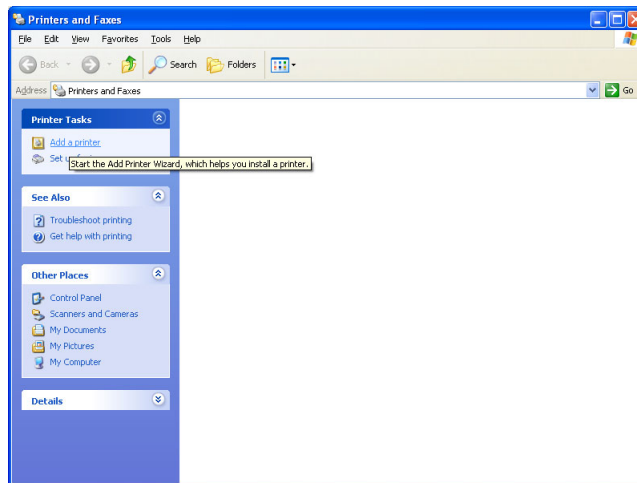 Printers and Faxes
File Edit View Favorites Tools Help
Back Search Folders
Address Printers and Faxes Go
Printer Tasks
Add a printer
Set u
Start the Add Printer Wizard, which helps you install a printer.
See Also
Troubleshoot printing
Get help with printing
Other Places
Control Panel
Scanners and Cameras
My Documents
My Pictures
My Computer
Details